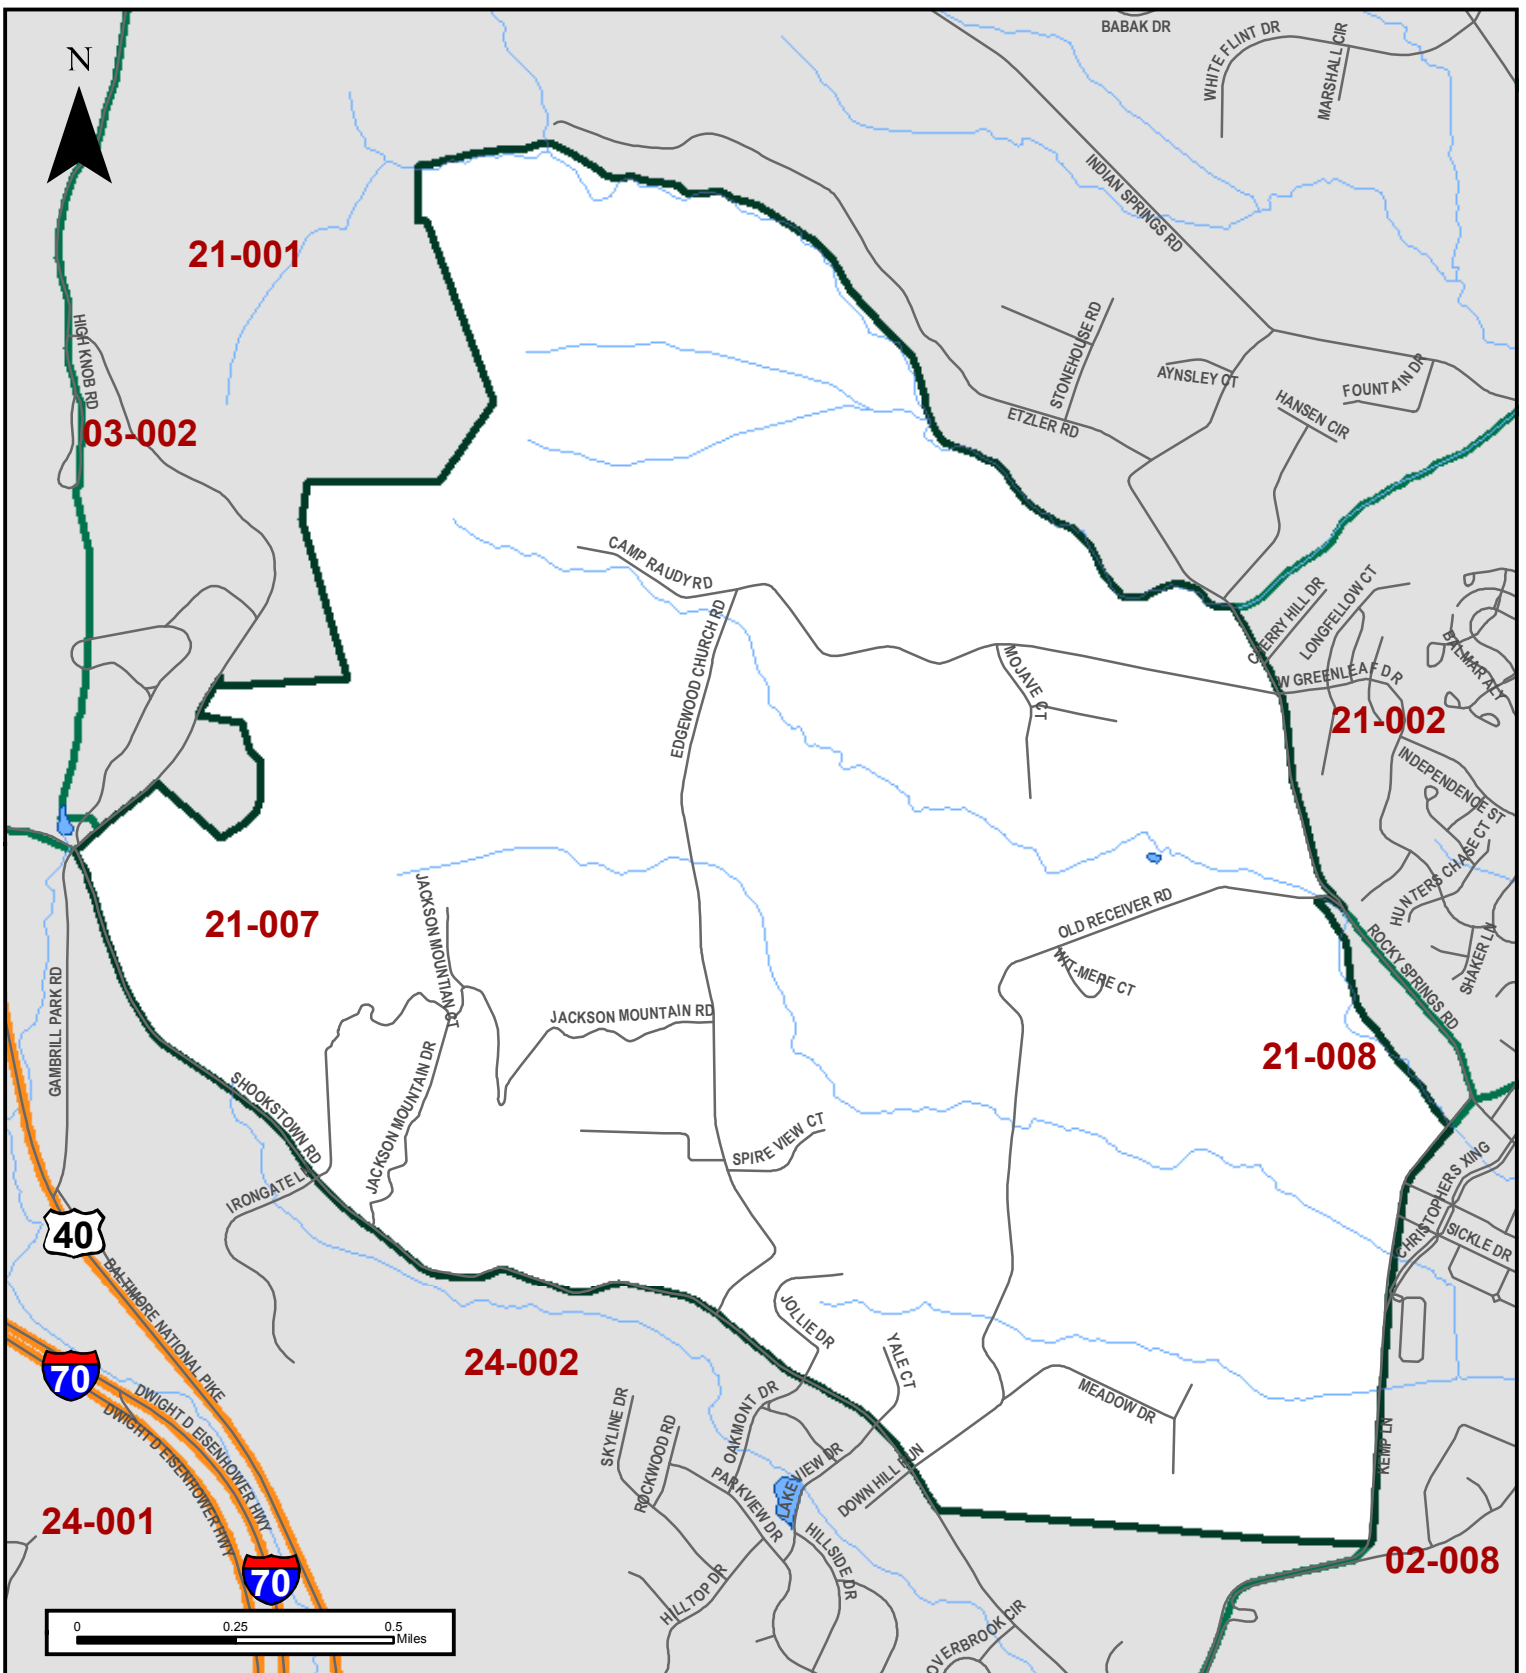 BABAK DR
WHITE FLINT DR
MARSHALL CIR
N
INDIAN SPRINGS RD
21-001
HIGH KNOB RD
STONEHOUSE RD
AYNSLEY CT
FOUNTAIN DR
HANSEN CIR
ETZLER RD
03-002
CAMP RAUDY RD
EDGEWOOD CHURCH RD
MOJAVE CT
CHERRY HILL DR
LONGFELLOW CT
BALMAR ALY
W GREENLEAF DR
21-002
INDEPENDENCE ST
HUNTERS CHASE CT
21-007
JACKSON MOUNTIAN CT
OLD RECEIVER RD
WIT-MERE CT
ROCKY SPRINGS RD
SHAKER LN
GAMBRILL PARK RD
JACKSON MOUNTAIN RD
21-008
SHOOKSTOWN RD
JACKSON MOUNTAIN DR
SPIRE VIEW CT
IRONGATE L
CHRISTOPHERS XING
SICKLE DR
40
BALTIMORE NATIONAL PIKE
JOLLIE DR
24-002
YALE CT
70
DWIGHT D EISENHOWER HWY
DWIGHT D EISENHOWER HWY
SKYLINE DR
ROCKWOOD RD
OAKMONT DR
MEADOW DR
KEMP LN
PARKVIEW DR
LAKE VIEW DR
DOWN HILL RUN
24-001
HILLSIDE DR
02-008
70
HILLTOP DR
OVERBROOK CIR
0 0.25 0.5
Miles